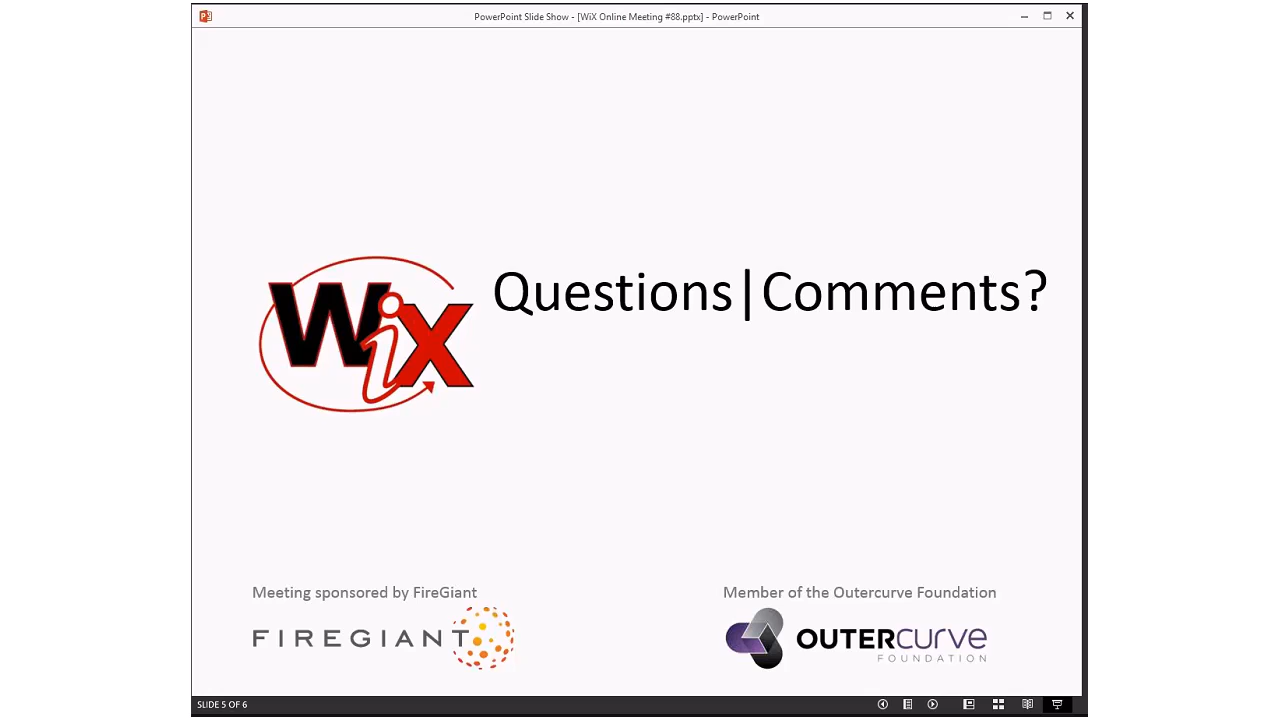 PowerPoint Slide Show - [WiX Online Meeting #88.pptx] - PowerPoint
WiX
Questions|Comments?
Meeting sponsored by FireGiant
FIREGIANT
Member of the Outercurve Foundation
OUTERCURVE
FOUNDATION
SLIDE 5 OF 6